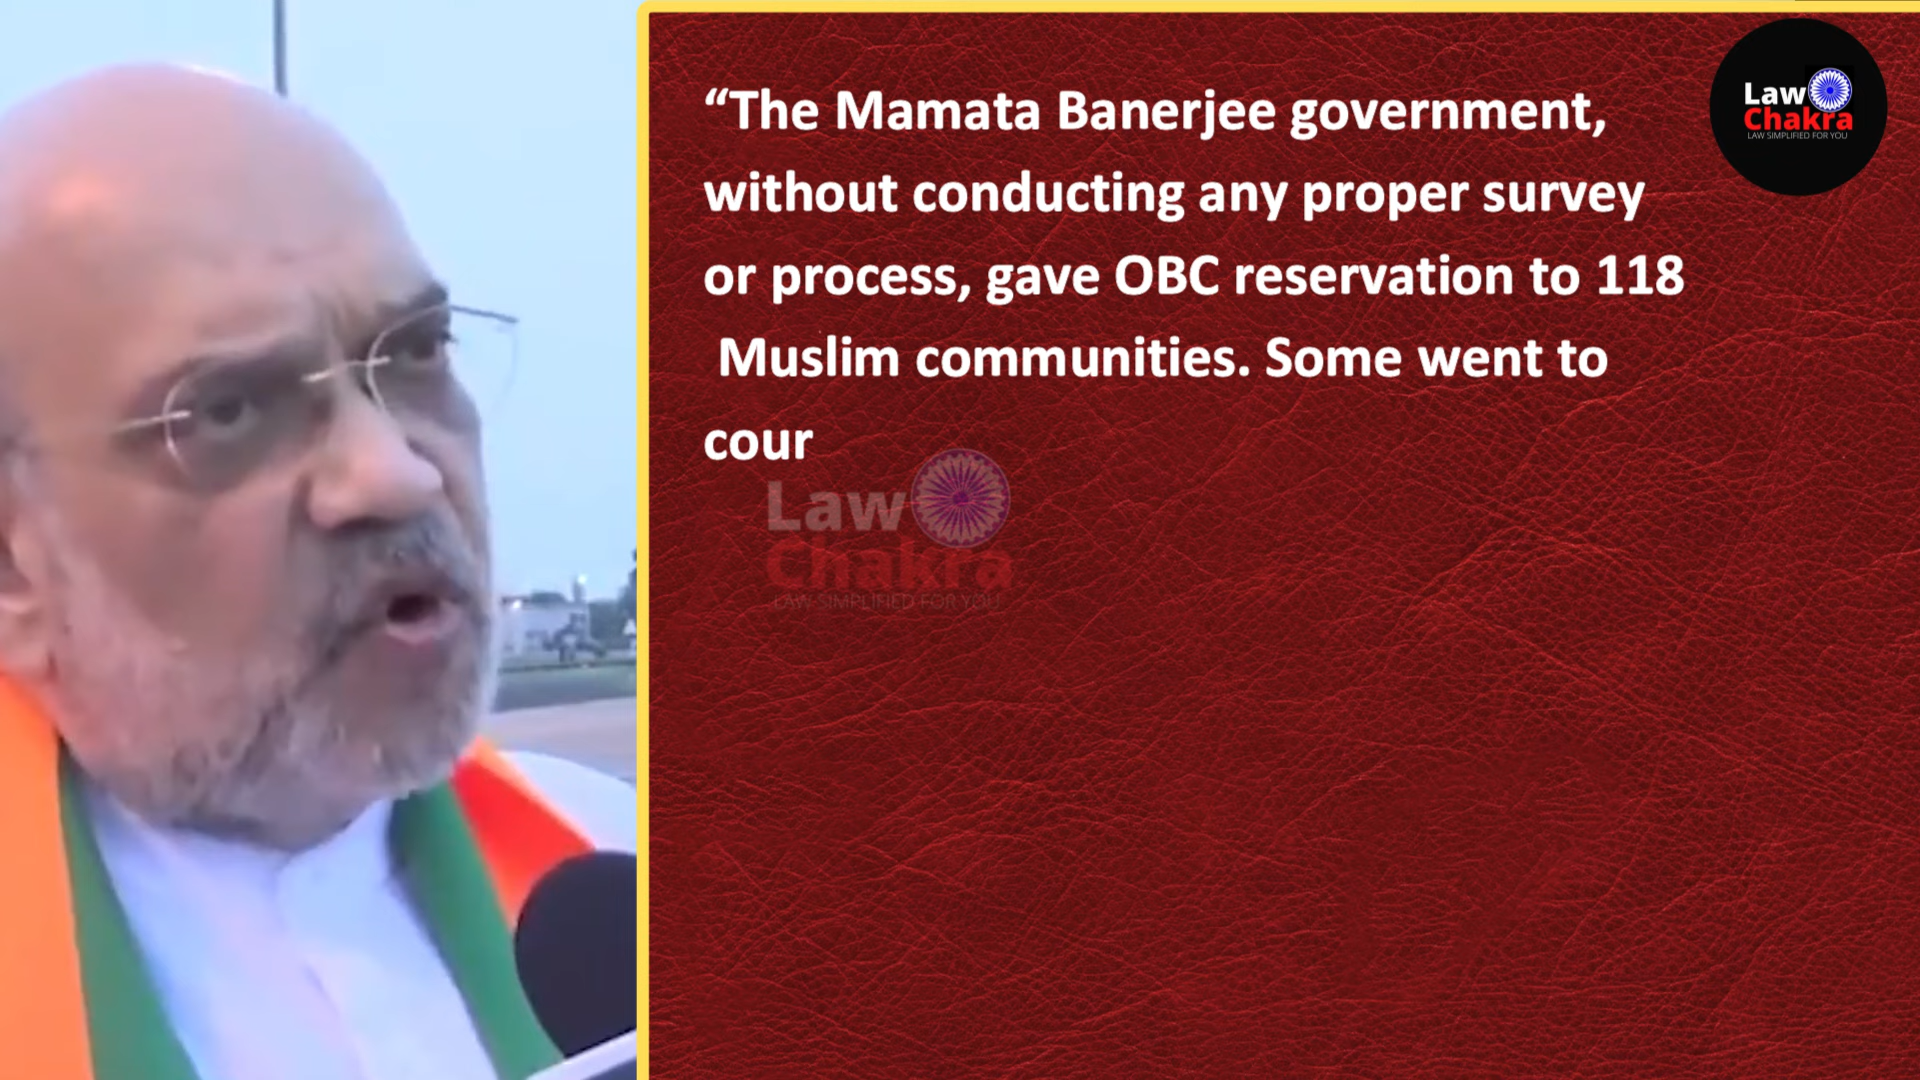 “The Mamata Banerjee government,
without conducting any proper survey
or process, gave OBC reservation to 118
Muslim communities. Some went to
cour
Law
Chakra
LAW SIMPLIFIED FOR YOU
Law
Chakra
LAW SIMPLIFIED FOR YOU